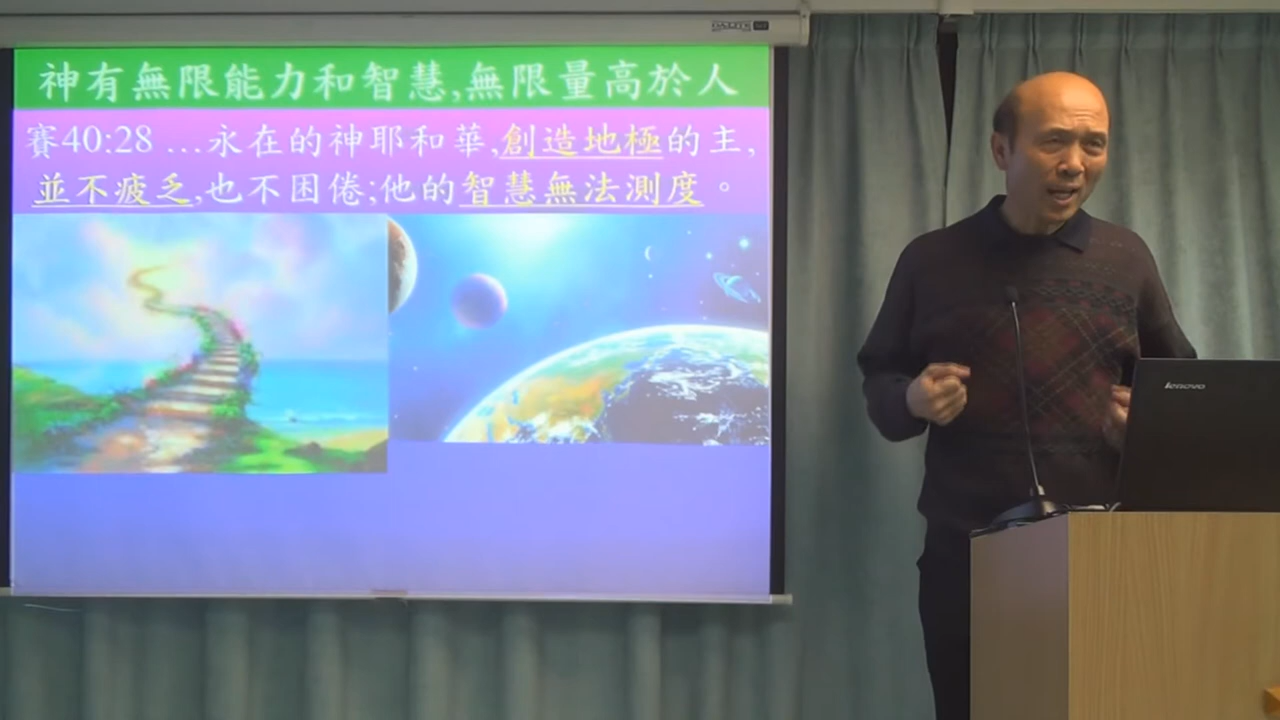 DA-LITE
神有無限能力和智慧,無限量高於人
賽40:28 …永在的神耶和華,創造地極的主,
並不疲乏,也不困倦;他的智慧無法測度。
lenovo